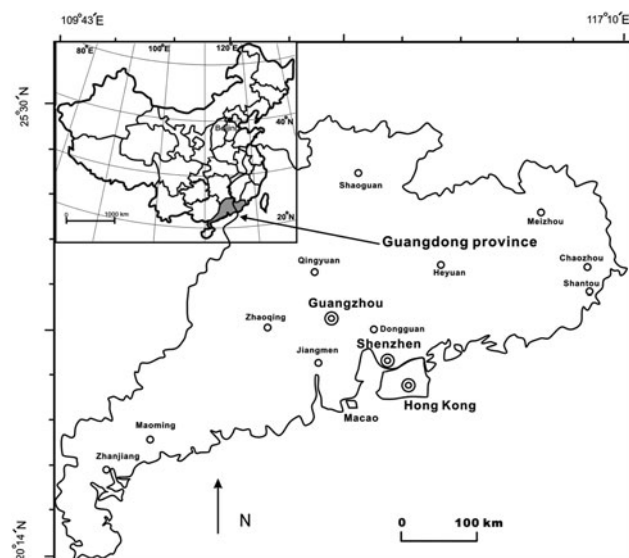 109°43´E
117°10´E
25°30´N
20°14´N
80°E
100°E
120°E
40°N
20°N
Beijing
0
1000 km
Guangdong province
Shaoguan
Meizhou
Qingyuan
Heyuan
Chaozhou
Shantou
Guangzhou
Zhaoqing
Dongguan
Shenzhen
Jiangmen
Hong Kong
Macao
Maoming
Zhanjiang
N
0
100 km